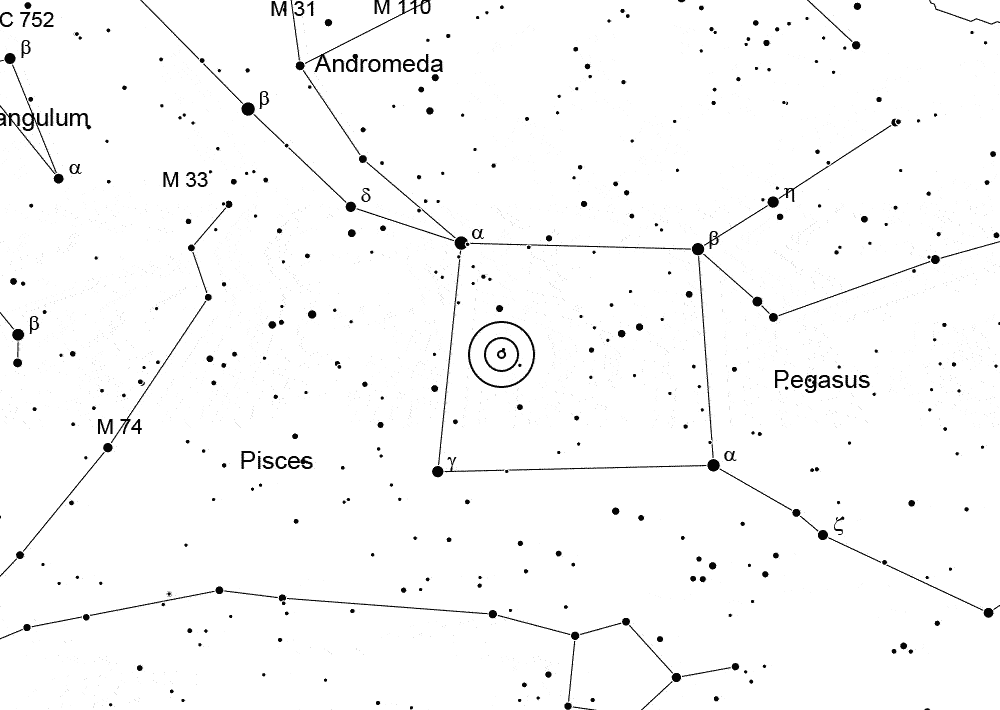 M 31
M 110
C 752
β
Andromeda
β
angulum
α
M 33
δ
η
α
β
β
Pegasus
M 74
Pisces
γ
α
ζ